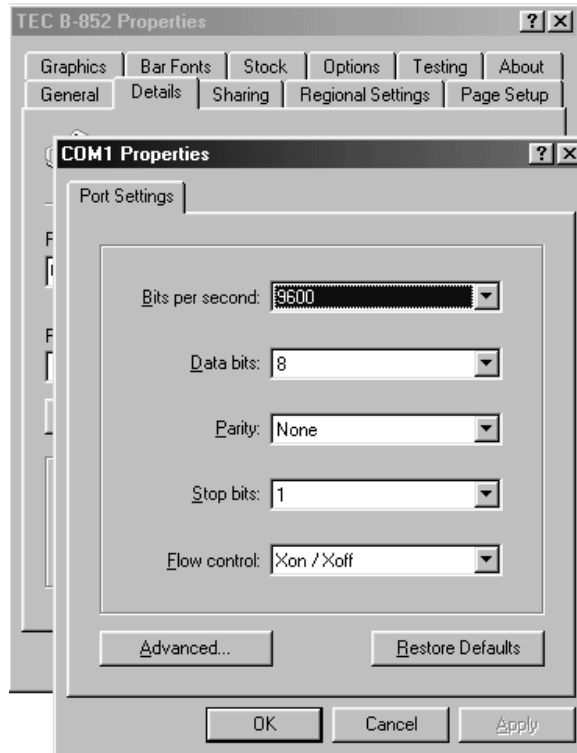 TEC B-852 Properties
Graphics Bar Fonts Stock Options Testing About
General Details Sharing Regional Settings Page Setup
COM1 Properties
Port Settings
Bits per second: 9600
Data bits: 8
Parity: None
Stop bits: 1
Flow control: Xon / Xoff
Advanced... Restore Defaults
OK Cancel Apply